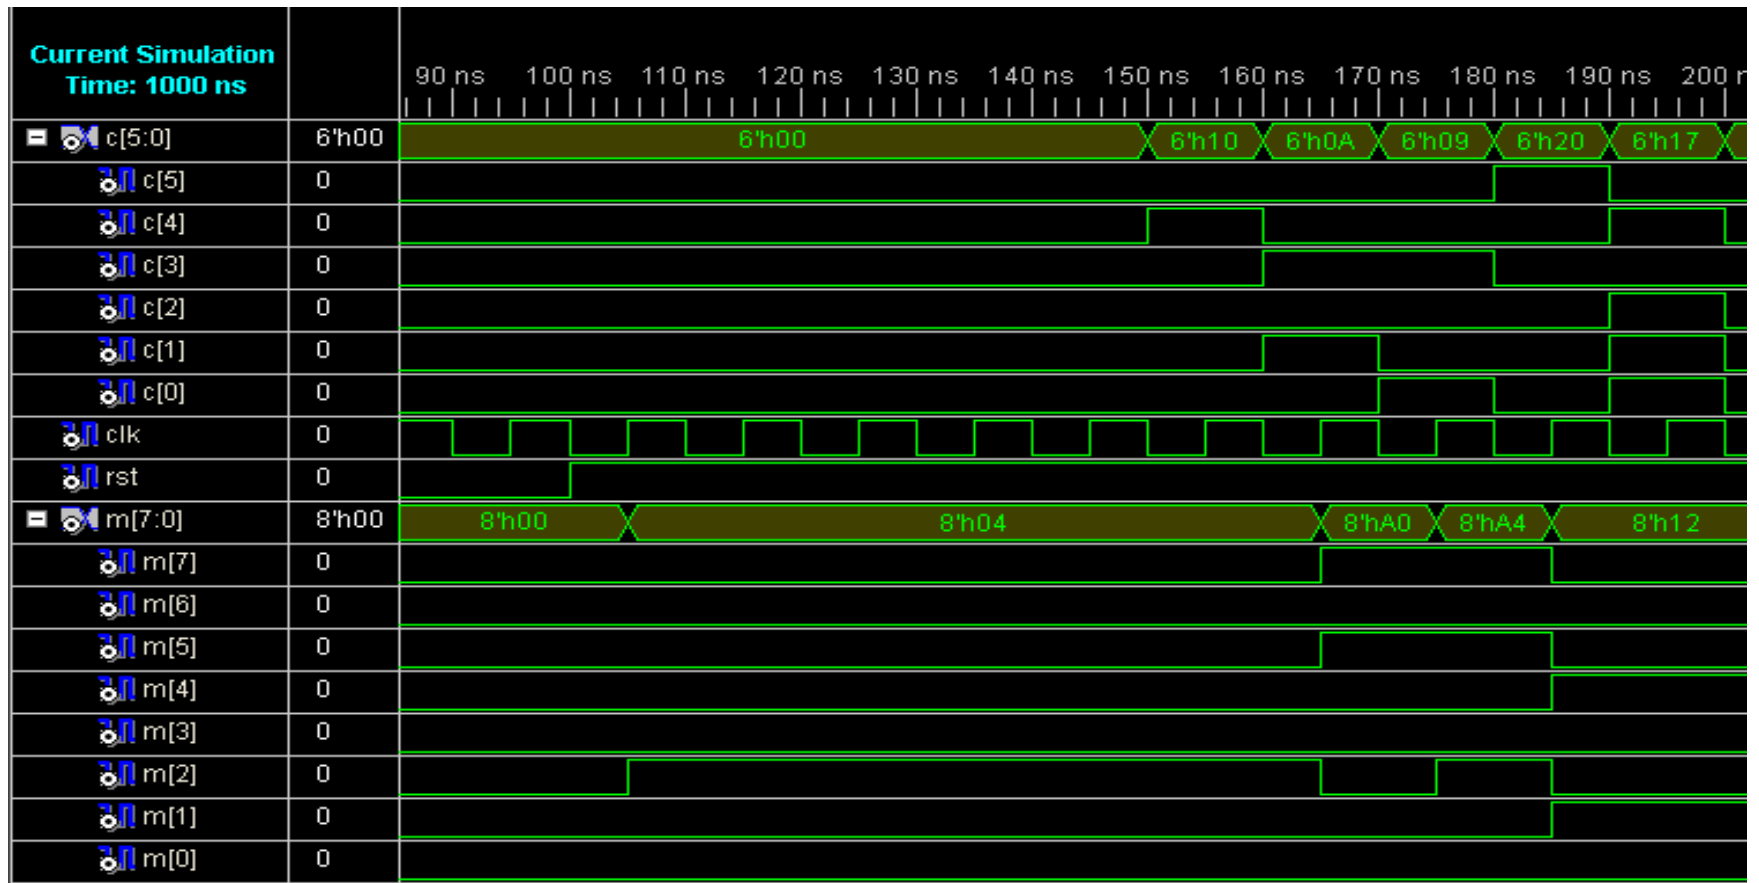 Current Simulation
Time: 1000 ns
90 ns 100 ns 110 ns 120 ns 130 ns 140 ns 150 ns 160 ns 170 ns 180 ns 190 ns 200
c[5:0] 6'h00 6'h00 6'h10 6'h0A 6'h09 6'h20 6'h17
c[5] 0
c[4] 0
c[3] 0
c[2] 0
c[1] 0
c[0] 0
clk 0
rst 0
m[7:0] 8'h00 8'h00 8'h04 8'hA0 8'hA4 8'h12
m[7] 0
m[6] 0
m[5] 0
m[4] 0
m[3] 0
m[2] 0
m[1] 0
m[0] 0